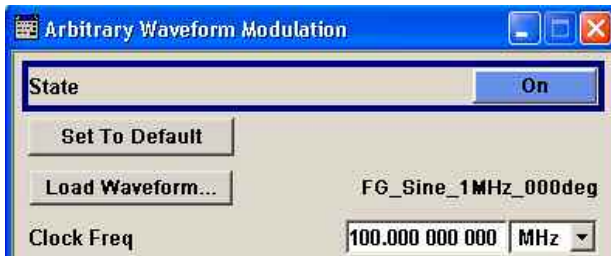 Arbitrary Waveform Modulation
State On
Set To Default
Load Waveform... FG_Sine_1MHz_000deg
Clock Freq 100.000 000 000 MHz